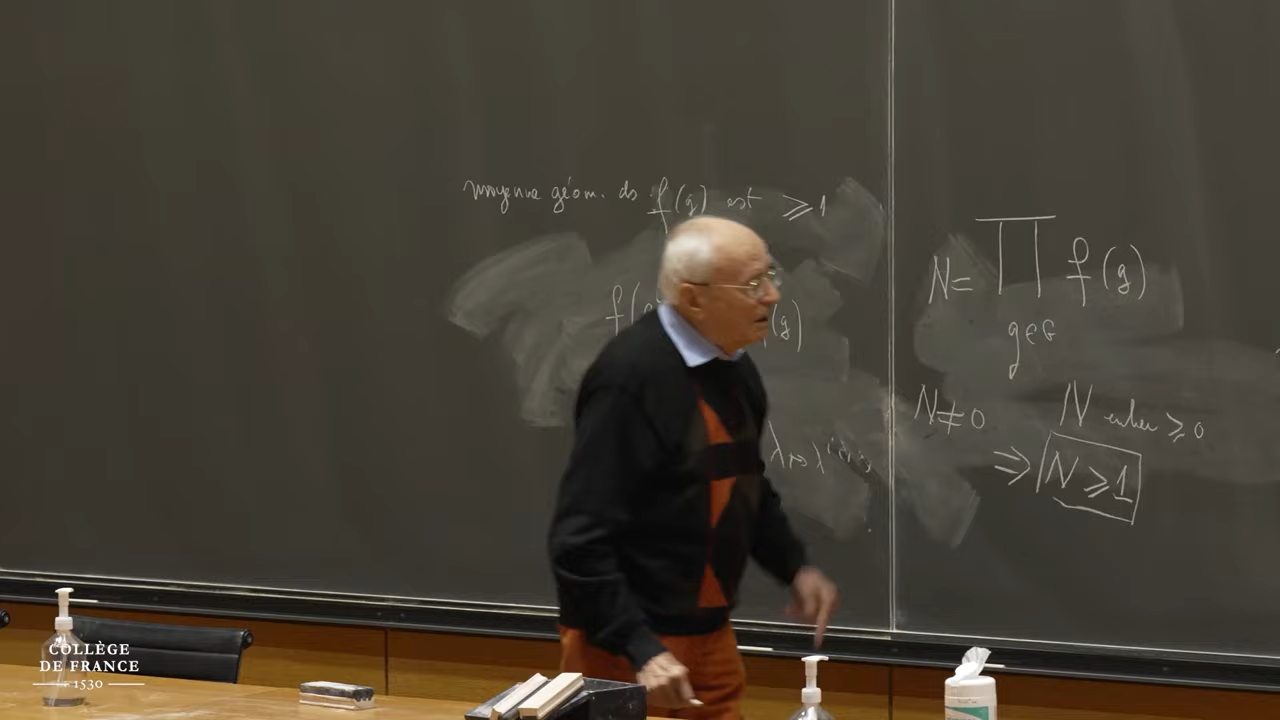 moyenne géom. ds f(g) est ⩾ 1
f( (g)
λ ↦ λ
N = ∏ f(g)
g∈G
N ≠ 0 N entier ⩾ 0
⇒ N ⩾ 1
COLLÈGE
DE FRANCE
1530